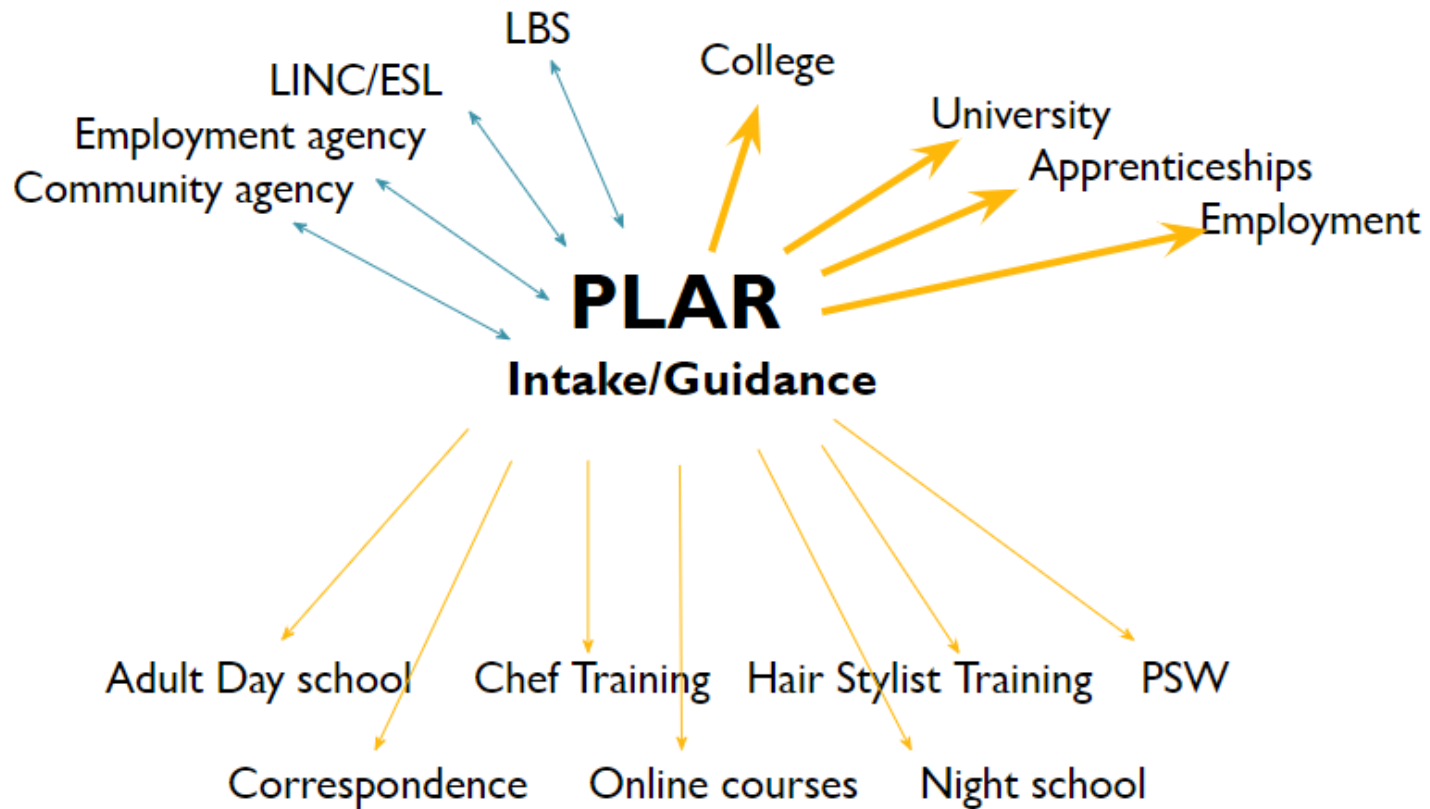 LBS
College
LINC/ESL
University
Employment agency
Apprenticeships
Community agency
Employment
PLAR
Intake/Guidance
Adult Day school
Chef Training
Hair Stylist Training
PSW
Correspondence
Online courses
Night school